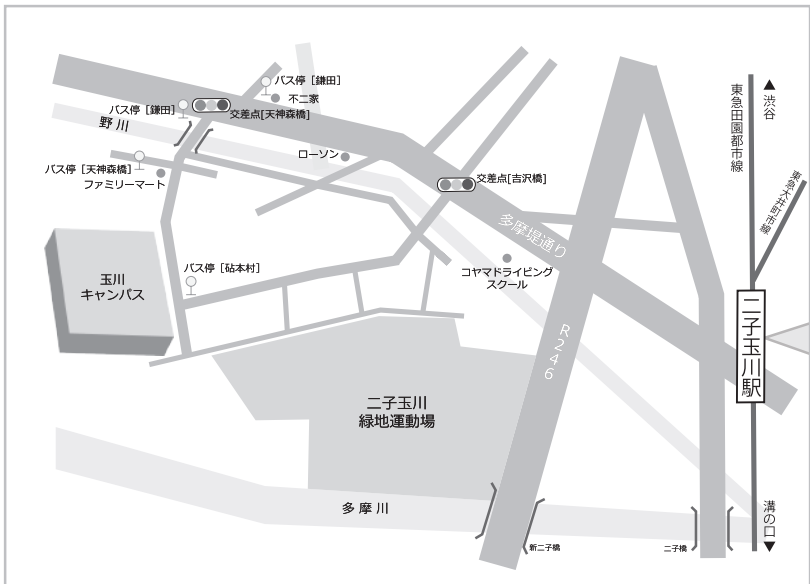 バス停［鎌田］
不二家
バス停［鎌田］
交差点[天神森橋]
野川
ローソン
バス停［天神森橋］
ファミリーマート
交差点[吉沢橋]
多摩堤通り
コヤマドライビング
スクール
玉川
キャンパス
バス停［砧本村］
R246
二子玉川
緑地運動場
多摩川
新二子橋
二子橋
東急田園都市線
▲渋谷
東急大井町市線
二子玉川駅
溝の口▼